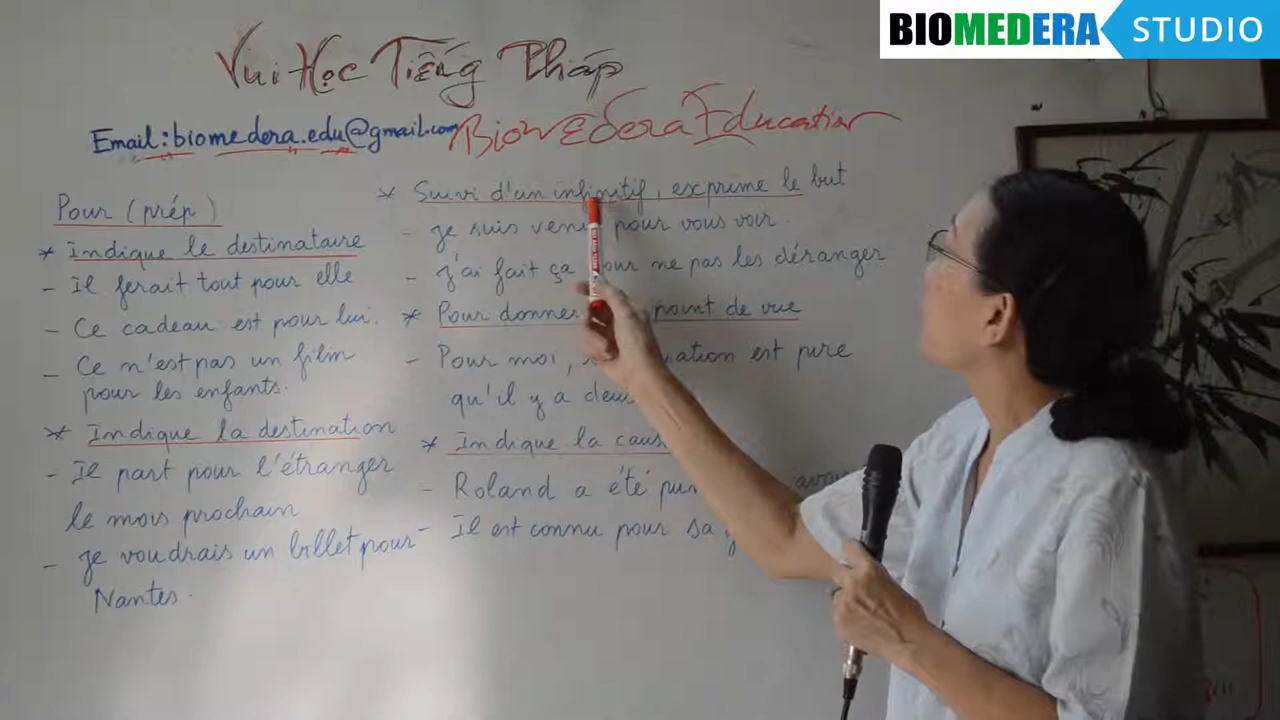 BIOMEDERA STUDIO
Vui Học Tiếng Pháp
Email: biomedera.edu@gmail.com
BiomEdera Education
Pour (prép)
* Indique le destinataire
- Il ferait tout pour elle
- Ce cadeau est pour lui.
- Ce n'est pas un film
pour les enfants.
* Indique la destination
- Il part pour l'étranger
le mois prochain
- je voudrais un billet pour
Nantes.
* Suivi d'un infinitif, exprime le but
- je suis venu pour vous voir.
- j'ai fait ça pour ne pas les déranger
* Pour donner point de vue
- Pour moi, est pire
qu'il y a
* Indique la
- Roland a été
- Il est connu pour sa